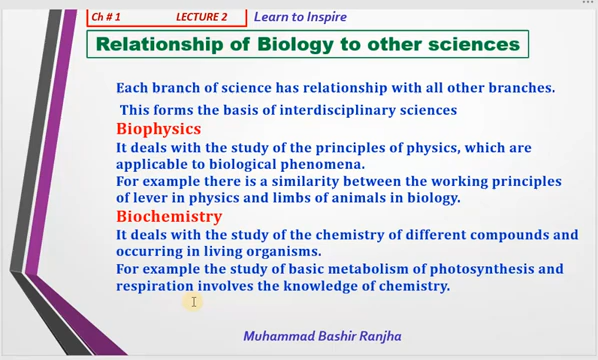 Ch # 1 LECTURE 2 Learn to Inspire
Relationship of Biology to other sciences
Each branch of science has relationship with all other branches.
This forms the basis of interdisciplinary sciences
Biophysics
It deals with the study of the principles of physics, which are
applicable to biological phenomena.
For example there is a similarity between the working principles
of lever in physics and limbs of animals in biology.
Biochemistry
It deals with the study of the chemistry of different compounds and
occurring in living organisms.
For example the study of basic metabolism of photosynthesis and
respiration involves the knowledge of chemistry.
Muhammad Bashir Ranjha